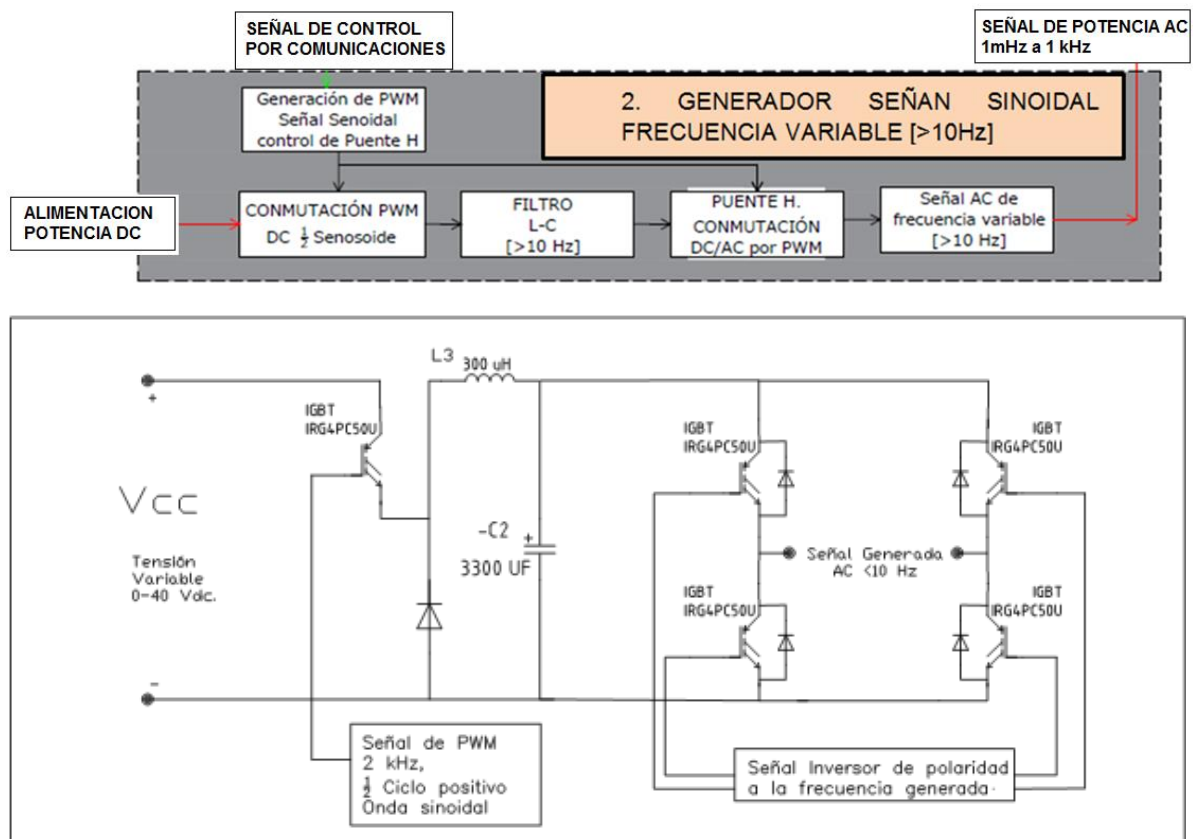 SEÑAL DE CONTROL
POR COMUNICACIONES
SEÑAL DE POTENCIA AC
1mHz a 1 kHz
Generación de PWM
Señal Senoidal
control de Puente H
2. GENERADOR SEÑAN SINOIDAL
FRECUENCIA VARIABLE [>10Hz]
ALIMENTACION
POTENCIA DC
CONMUTACIÓN PWM
DC ½ Senosoide
FILTRO
L-C
[>10 Hz]
PUENTE H.
CONMUTACIÓN
DC/AC por PWM
Señal AC de
frecuencia variable
[>10 Hz]
L3
300 uH
+
IGBT
IRG4PC50U
Vcc
Tensión
Variable
0-40 Vdc.
-
-C2
+
3300 UF
IGBT
IRG4PC50U
IGBT
IRG4PC50U
Señal Generada
AC <10 Hz
IGBT
IRG4PC50U
IGBT
IRG4PC50U
Señal de PWM
2 kHz,
½ Ciclo positivo
Onda sinoidal
Señal Inversor de polaridad
a la frecuencia generada.